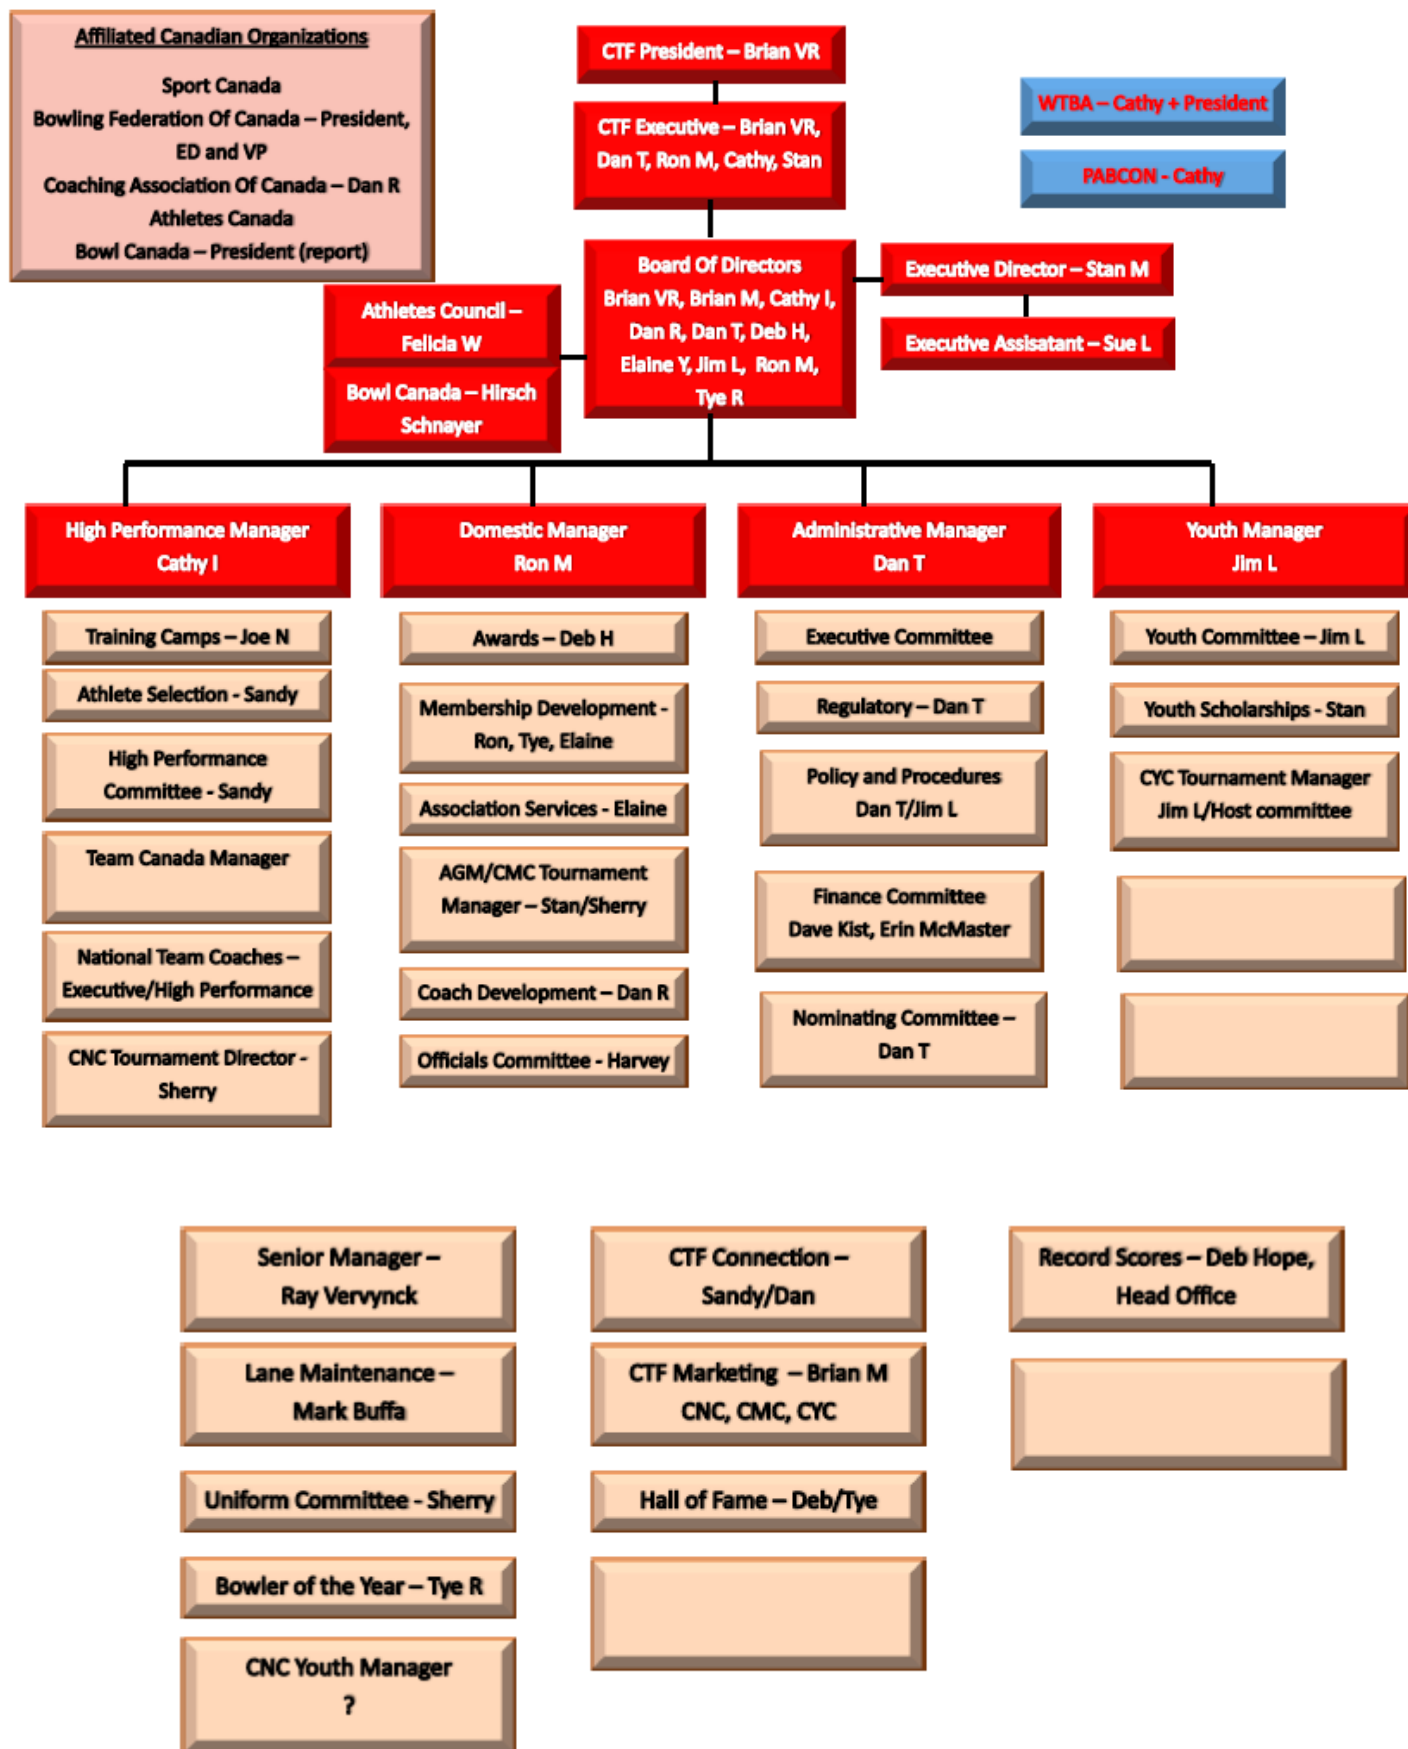 Affiliated Canadian Organizations
Sport Canada
Bowling Federation Of Canada – President,
ED and VP
Coaching Association Of Canada – Dan R
Athletes Canada
Bowl Canada – President (report)
CTF President – Brian VR
CTF Executive – Brian VR,
Dan T, Ron M, Cathy, Stan
WTBA – Cathy + President
PABCON - Cathy
Board Of Directors
Brian VR, Brian M, Cathy I,
Dan R, Dan T, Deb H,
Elaine Y, Jim L, Ron M,
Tye R
Executive Director – Stan M
Executive Assisatant – Sue L
Athletes Council –
Felicia W
Bowl Canada – Hirsch
Schnayer
High Performance Manager
Cathy I
Training Camps – Joe N
Athlete Selection - Sandy
High Performance
Committee - Sandy
Team Canada Manager
National Team Coaches –
Executive/High Performance
CNC Tournament Director -
Sherry
Domestic Manager
Ron M
Awards – Deb H
Membership Development -
Ron, Tye, Elaine
Association Services - Elaine
AGM/CMC Tournament
Manager – Stan/Sherry
Coach Development – Dan R
Officials Committee - Harvey
Administrative Manager
Dan T
Executive Committee
Regulatory – Dan T
Policy and Procedures
Dan T/Jim L
Finance Committee
Dave Kist, Erin McMaster
Nominating Committee –
Dan T
Youth Manager
Jim L
Youth Committee – Jim L
Youth Scholarships - Stan
CYC Tournament Manager
Jim L/Host committee
Senior Manager –
Ray Vervynck
Lane Maintenance –
Mark Buffa
Uniform Committee - Sherry
Bowler of the Year – Tye R
CNC Youth Manager
?
CTF Connection –
Sandy/Dan
CTF Marketing – Brian M
CNC, CMC, CYC
Hall of Fame – Deb/Tye
Record Scores – Deb Hope,
Head Office